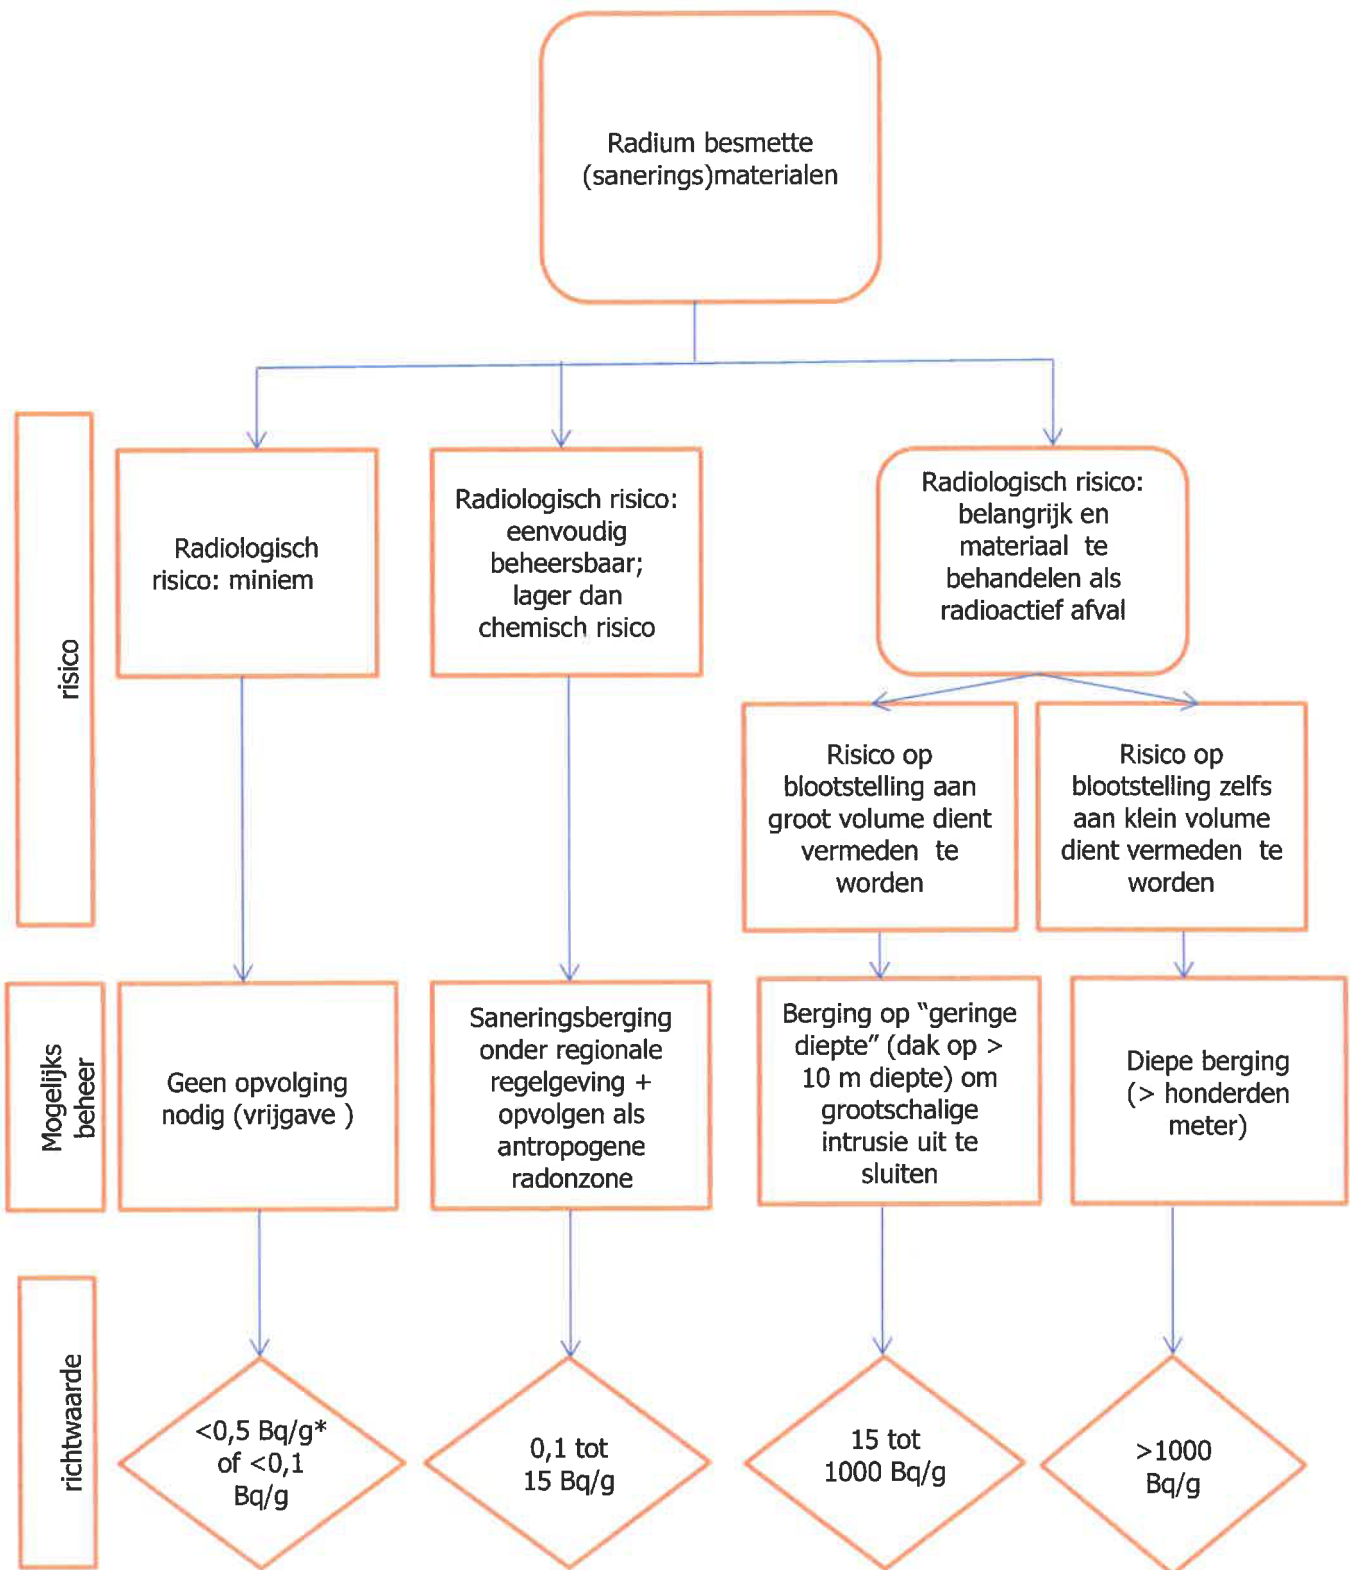 Radium besmette
(sanerings)materialen
risico
Radiologisch
risico: miniem
Radiologisch risico:
eenvoudig
beheersbaar;
lager dan
chemisch risico
Radiologisch risico:
belangrijk en
materiaal te
behandelen als
radioactief afval
Risico op
blootstelling aan
groot volume dient
vermeden te
worden
Risico op
blootstelling zelfs
aan klein volume
dient vermeden te
worden
Mogelijks
beheer
Geen opvolging
nodig (vrijgave )
Saneringsberging
onder regionale
regelgeving +
opvolgen als
antropogene
radonzone
Berging op “geringe
diepte” (dak op >
10 m diepte) om
grootschalige
intrusie uit te
sluiten
Diepe berging
(> honderden
meter)
richtwaarde
<0,5 Bq/g*
of <0,1
Bq/g
0,1 tot
15 Bq/g
15 tot
1000 Bq/g
>1000
Bq/g